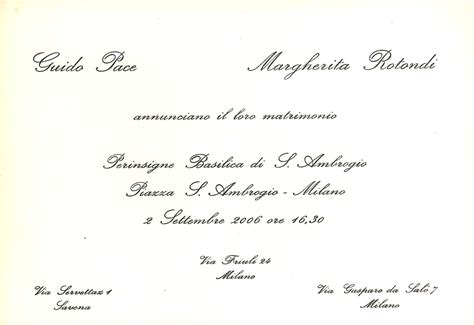 Guido Pace
Margherita Rotondi
annunciano il loro matrimonio
Perinsigne Basilica di S. Ambrogio
Piazza S. Ambrogio - Milano
2 Settembre 2006 ore 16,30
Via Friuli 24
Milano
Via Servettaz 1
Savona
Via Gasparo da Salò 7
Milano